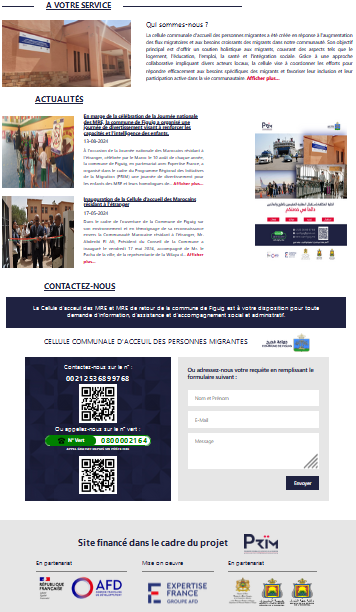 A VOTRE SERVICE
Qui sommes-nous ?
La cellule communale d'accueil des personnes migrantes a été créée en réponse à l'augmentation
des flux migratoires et aux besoins croissants des migrants dans notre communauté. Son objectif
principal est d'offrir un soutien holistique aux migrants, couvrant des aspects tels que le
logement, l'éducation, l'emploi, la santé et l'intégration sociale. Grâce à une approche
collaborative impliquant divers acteurs locaux, la cellule vise à coordonner les efforts pour
répondre efficacement aux besoins spécifiques des migrants et favoriser leur inclusion et leur
participation active dans la vie communautaire. Afficher plus...
ACTUALITÉS
En marge de la célébration de la Journée nationale
des MRE, la commune de Figuig a organisé une
journée de divertissement visant à renforcer les
capacités et l'intelligence des enfants.
13-08-2024
À l'occasion de la Journée nationale des Marocains résidant à
l'étranger, célébrée par le Maroc le 10 août de chaque année,
la commune de Figuig, en partenariat avec Expertise France, a
organisé dans le cadre du Programme Régional des Initiatives
de la Migration (PRIM) une journée de divertissement pour
les enfants des MRE et leurs homologues de... Afficher plus...
Inauguration de la Cellule d'accueil des Marocains
résidant à l'étranger
17-05-2024
Dans le cadre de l'ouverture de la Commune de Figuig sur
son environnement et en témoignage de sa reconnaissance
envers la Communauté Marocaine résidant à l'étranger, Mr.
président du Conseil de la Commune a
inauguré le vendredi 17 mai 2024, accompagné de Mr. le
Pacha de la ville, de la représentante de la Wilaya d... Afficher
plus...
CONTACTEZ-NOUS
La Cellule d'acceuil des MRE et MRE de retour de la commune de Figuig est à votre disposition pour toute
demande d'information, d'assistance et d'accompagnement social et administratif.
CELLULE COMMUNALE D'ACCEUIL DES PERSONNES MIGRANTES
Contactez-nous sur le n° :
00212536899768
Ou appellez-nous sur le n° vert :
N° Vert 0800002164
Ou adressez-nous votre requête en remplissant le
formulaire suivant :
Nom et Prénom
E-Mail
Message
Envoyer
Site financé dans le cadre du projet PRIM
En partenariat
Mise en oeuvre
En partenariat
RÉPUBLIQUE
FRANÇAISE
AFD
EXPERTISE
FRANCE
GROUPE AFD